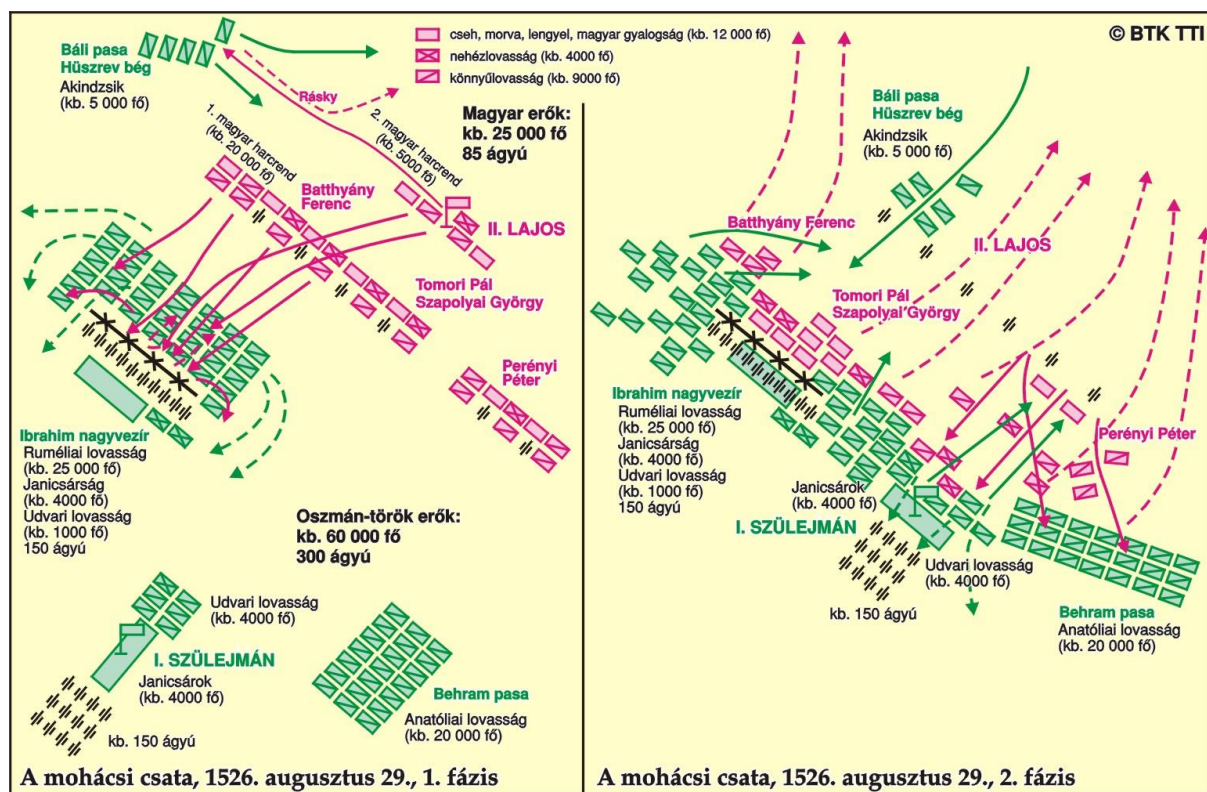 Báli pasa
Hüszrev bég
Akindzsik
(kb. 5 000 fő)
cseh, morva, lengyel, magyar gyalogság (kb. 12 000 fő)
nehézlovasság (kb. 4000 fő)
könnyűlovasság (kb. 9000 fő)
Rásky
Magyar erők:
kb. 25 000 fő
85 ágyú
1. magyar harcrend
(kb. 20 000 fő)
2. magyar harcrend
(kb. 5000 fő)
Batthyány
Ferenc
II. LAJOS
Tomori Pál
Szapolyai György
Perényi
Péter
Ibrahim nagyvezír
Ruméliai lovasság
(kb. 25 000 fő)
Janicsárság
(kb. 4000 fő)
Udvari lovasság
(kb. 1000 fő)
150 ágyú
Oszmán-török erők:
kb. 60 000 fő
300 ágyú
Udvari lovasság
(kb. 4000 fő)
I. SZÜLEJMÁN
Janicsárok
(kb. 4000 fő)
kb. 150 ágyú
Behram pasa
Anatóliai lovasság
(kb. 20 000 fő)
A mohácsi csata, 1526. augusztus 29., 1. fázis
© BTK TTI
Báli pasa
Hüszrev bég
Akindzsik
(kb. 5 000 fő)
Batthyány Ferenc
II. LAJOS
Tomori Pál
Szapolyai György
Ibrahim nagyvezír
Ruméliai lovasság
(kb. 25 000 fő)
Janicsárság
(kb. 4000 fő)
Udvari lovasság
(kb. 1000 fő)
150 ágyú
Perényi Péter
Janicsárok
(kb. 4000 fő)
I. SZÜLEJMÁN
Udvari lovasság
(kb. 4000 fő)
kb. 150 ágyú
Behram pasa
Anatóliai lovasság
(kb. 20 000 fő)
A mohácsi csata, 1526. augusztus 29., 2. fázis